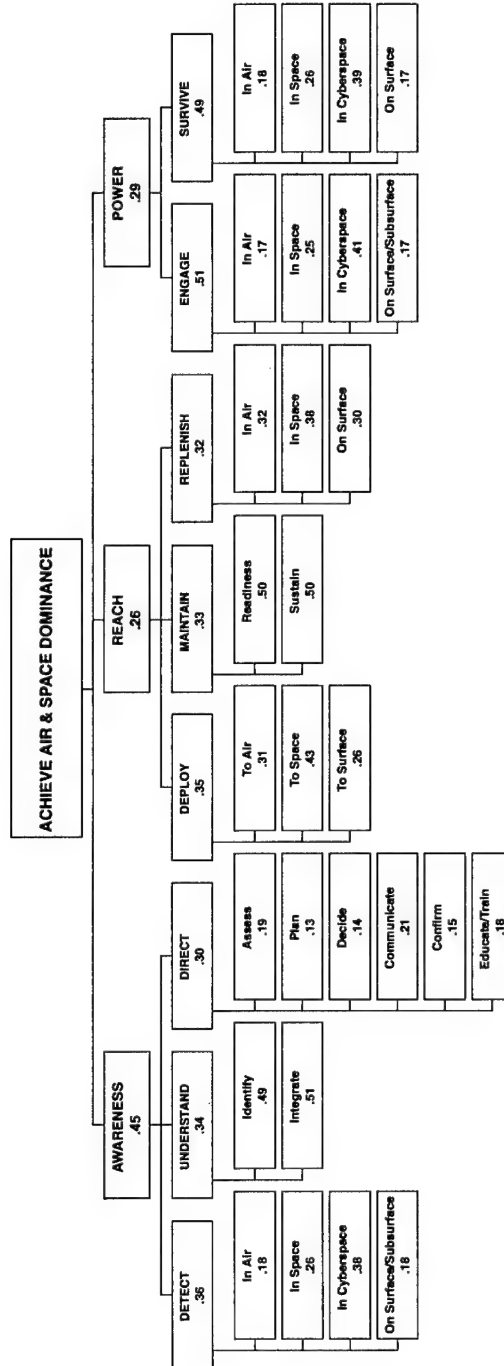 ACHIEVE AIR & SPACE DOMINANCE
AWARENESS
.45
REACH
.26
POWER
.29
DETECT
.36
UNDERSTAND
.34
DIRECT
.30
DEPLOY
.35
MAINTAIN
.33
REPLENISH
.32
ENGAGE
.51
SURVIVE
.49
In Air
.18
In Space
.26
In Cyberspace
.38
On Surface/Subsurface
.18
Identify
.49
Integrate
.51
Assess
.19
Plan
.13
Decide
.14
Communicate
.21
Confirm
.15
Educate/Train
.18
To Air
.31
To Space
.43
To Surface
.26
Readiness
.50
Sustain
.50
In Air
.32
In Space
.38
On Surface
.30
In Air
.17
In Space
.25
In Cyberspace
.41
On Surface/Subsurface
.17
In Air
.18
In Space
.26
In Cyberspace
.39
On Surface
.17